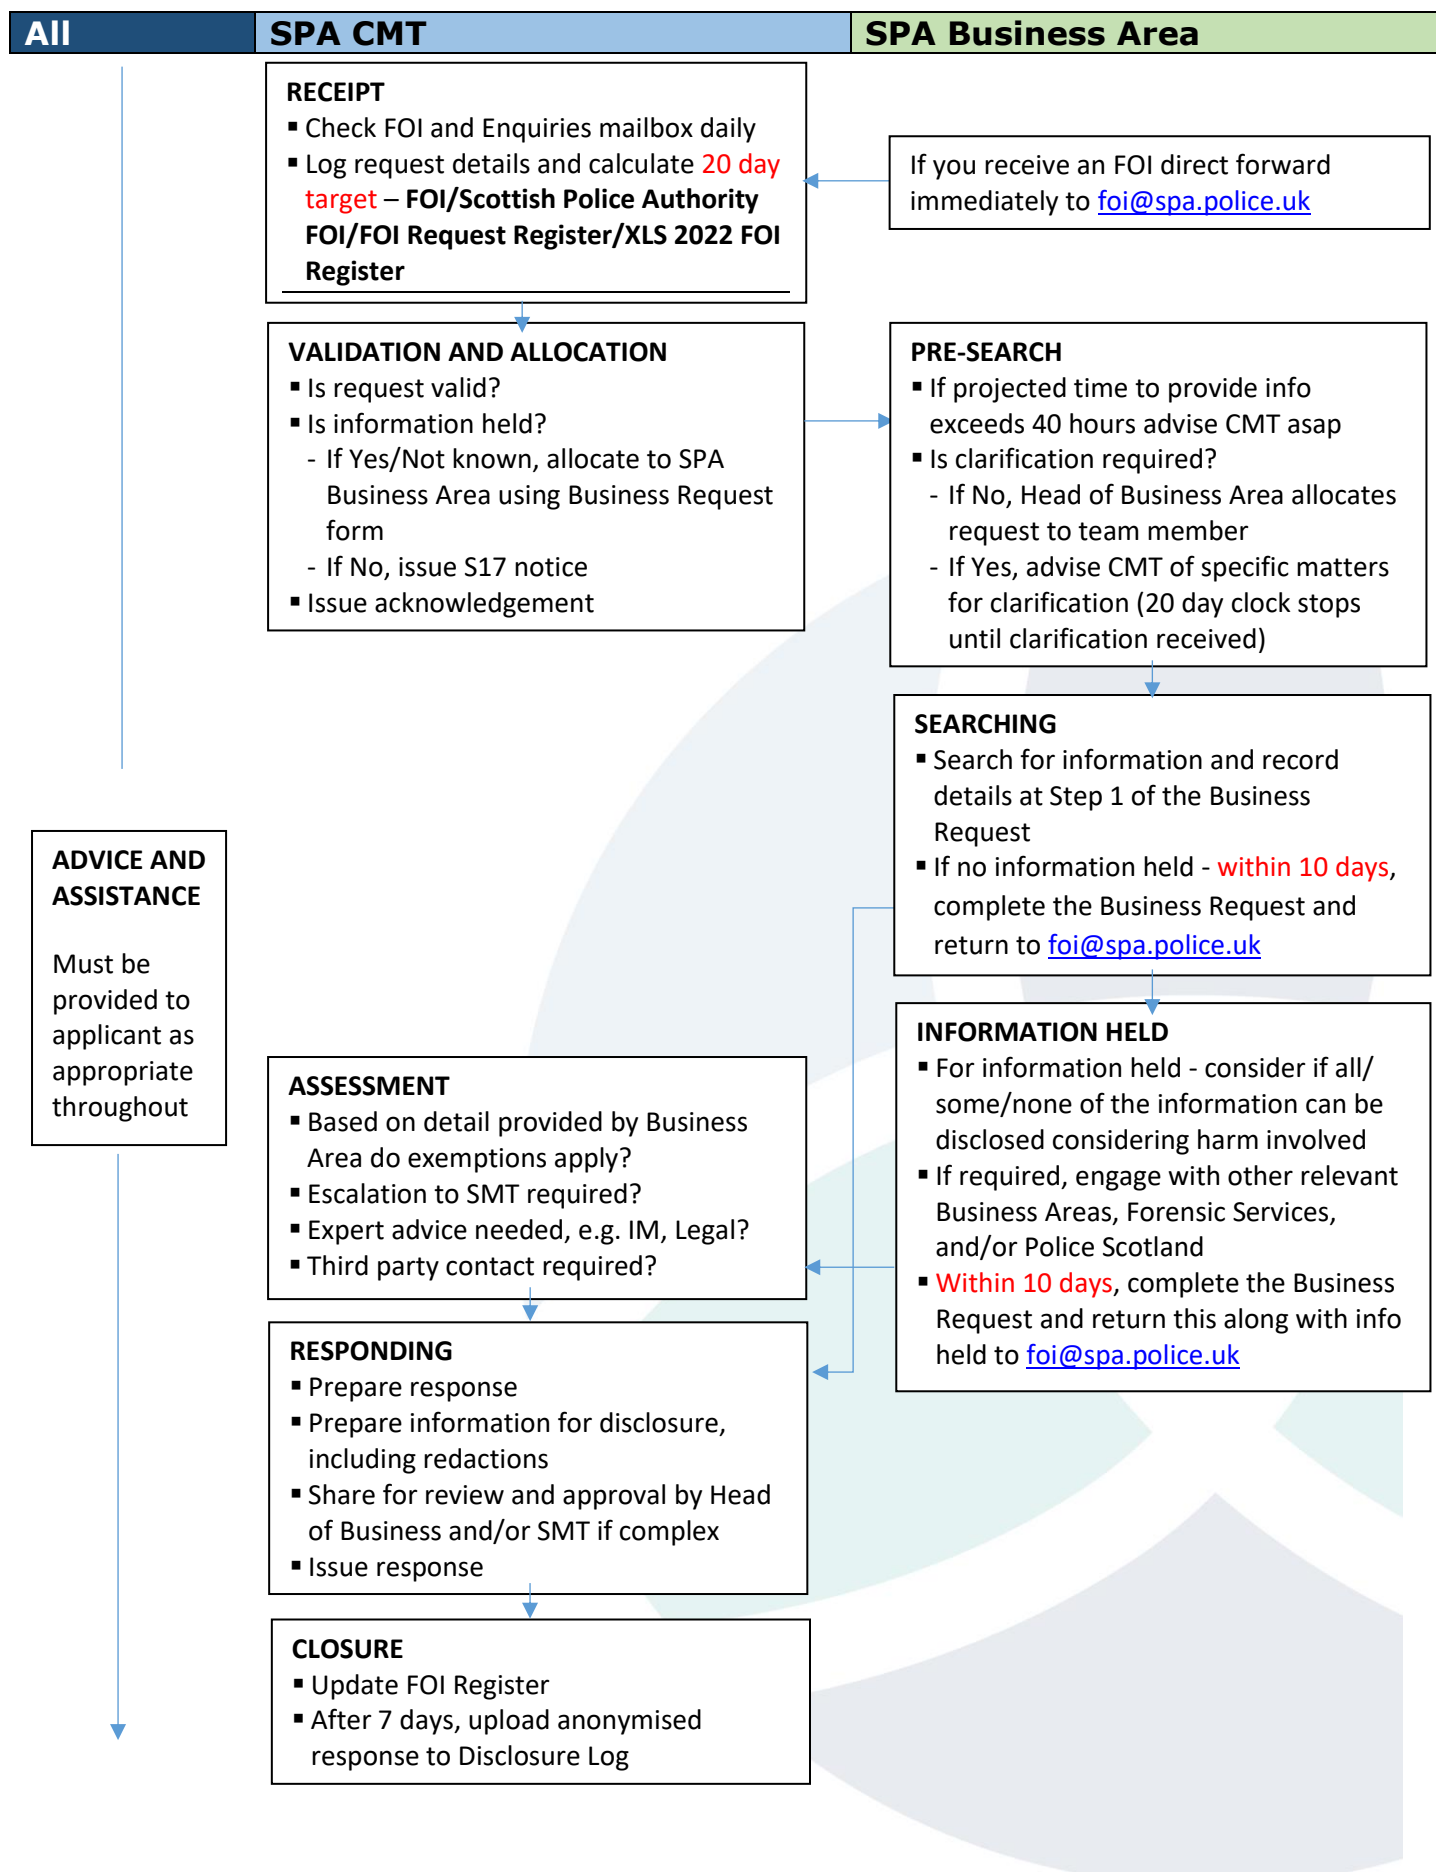 All
SPA CMT
SPA Business Area
RECEIPT
▪ Check FOI and Enquiries mailbox daily
▪ Log request details and calculate 20 day
target – FOI/Scottish Police Authority
FOI/FOI Request Register/XLS 2022 FOI
Register
If you receive an FOI direct forward
immediately to foi@spa.police.uk
VALIDATION AND ALLOCATION
▪ Is request valid?
▪ Is information held?
- If Yes/Not known, allocate to SPA
Business Area using Business Request
form
- If No, issue S17 notice
▪ Issue acknowledgement
PRE-SEARCH
▪ If projected time to provide info
exceeds 40 hours advise CMT asap
▪ Is clarification required?
- If No, Head of Business Area allocates
request to team member
- If Yes, advise CMT of specific matters
for clarification (20 day clock stops
until clarification received)
SEARCHING
▪ Search for information and record
details at Step 1 of the Business
Request
▪ If no information held - within 10 days,
complete the Business Request and
return to foi@spa.police.uk
ADVICE AND
ASSISTANCE
Must be
provided to
applicant as
appropriate
throughout
INFORMATION HELD
▪ For information held - consider if all/
some/none of the information can be
disclosed considering harm involved
▪ If required, engage with other relevant
Business Areas, Forensic Services,
and/or Police Scotland
▪ Within 10 days, complete the Business
Request and return this along with info
held to foi@spa.police.uk
ASSESSMENT
▪ Based on detail provided by Business
Area do exemptions apply?
▪ Escalation to SMT required?
▪ Expert advice needed, e.g. IM, Legal?
▪ Third party contact required?
RESPONDING
▪ Prepare response
▪ Prepare information for disclosure,
including redactions
▪ Share for review and approval by Head
of Business and/or SMT if complex
▪ Issue response
CLOSURE
▪ Update FOI Register
▪ After 7 days, upload anonymised
response to Disclosure Log